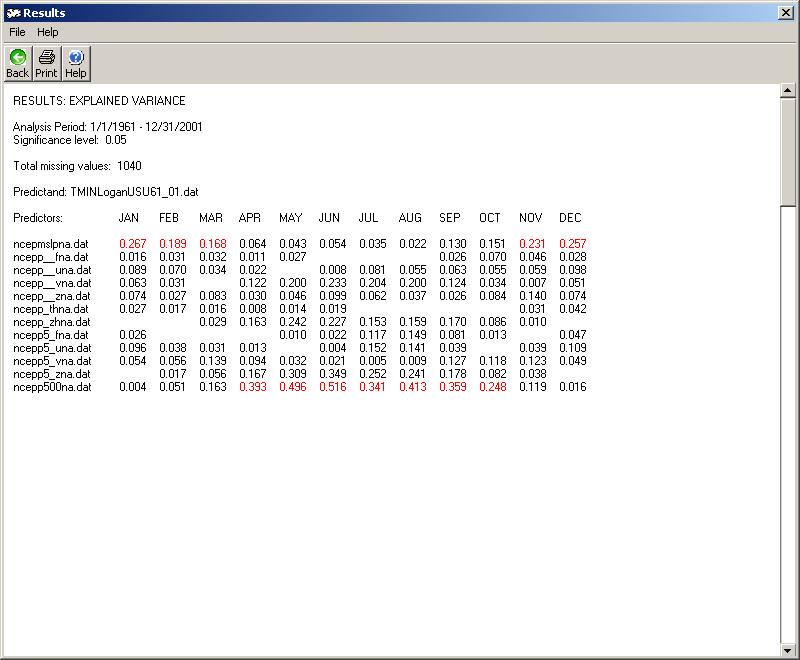 Results
File Help
Back Print Help
RESULTS: EXPLAINED VARIANCE
Analysis Period: 1/1/1961 - 12/31/2001
Significance level: 0.05
Total missing values: 1040
Predictand: TMINLoganUSU61_01.dat
Predictors: JAN FEB MAR APR MAY JUN JUL AUG SEP OCT NOV DEC
ncepmslpna.dat 0.267 0.189 0.168 0.064 0.043 0.054 0.035 0.022 0.130 0.151 0.231 0.257
ncepp__fna.dat 0.016 0.031 0.032 0.011 0.027 0.026 0.070 0.046 0.028
ncepp__una.dat 0.089 0.070 0.034 0.022 0.008 0.081 0.055 0.063 0.055 0.059 0.098
ncepp__vna.dat 0.063 0.031 0.122 0.200 0.233 0.204 0.200 0.124 0.034 0.007 0.051
ncepp__zna.dat 0.074 0.027 0.083 0.030 0.046 0.099 0.062 0.037 0.026 0.084 0.140 0.074
ncepp_thna.dat 0.027 0.017 0.016 0.008 0.014 0.019 0.031 0.042
ncepp_zhna.dat 0.029 0.163 0.242 0.227 0.153 0.159 0.170 0.086 0.010
ncepp5_fna.dat 0.026 0.010 0.022 0.117 0.149 0.081 0.013 0.047
ncepp5_una.dat 0.096 0.038 0.031 0.013 0.004 0.152 0.141 0.039 0.039 0.109
ncepp5_vna.dat 0.054 0.056 0.139 0.094 0.032 0.021 0.005 0.009 0.127 0.118 0.123 0.049
ncepp5_zna.dat 0.017 0.056 0.167 0.309 0.349 0.252 0.241 0.178 0.082 0.038
ncepp500na.dat 0.004 0.051 0.163 0.393 0.496 0.516 0.341 0.413 0.359 0.248 0.119 0.016